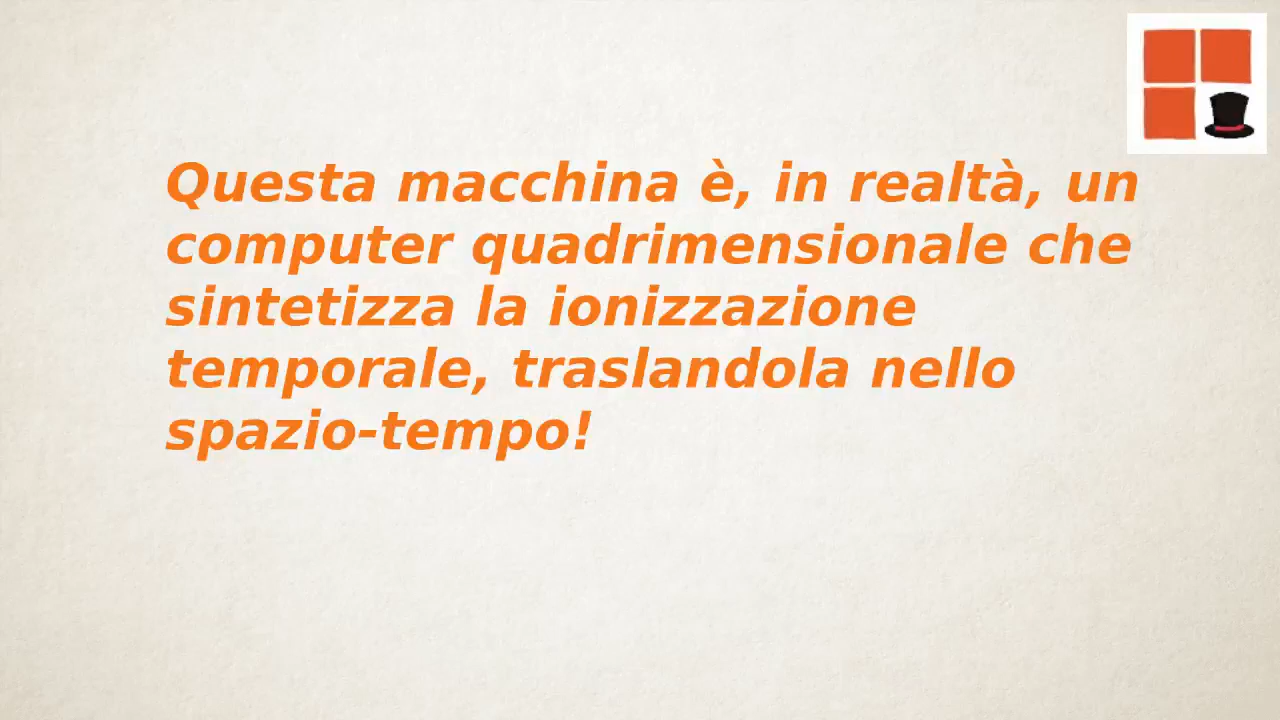 Questa macchina è, in realtà, un
computer quadrimensionale che
sintetizza la ionizzazione
temporale, traslandola nello
spazio-tempo!